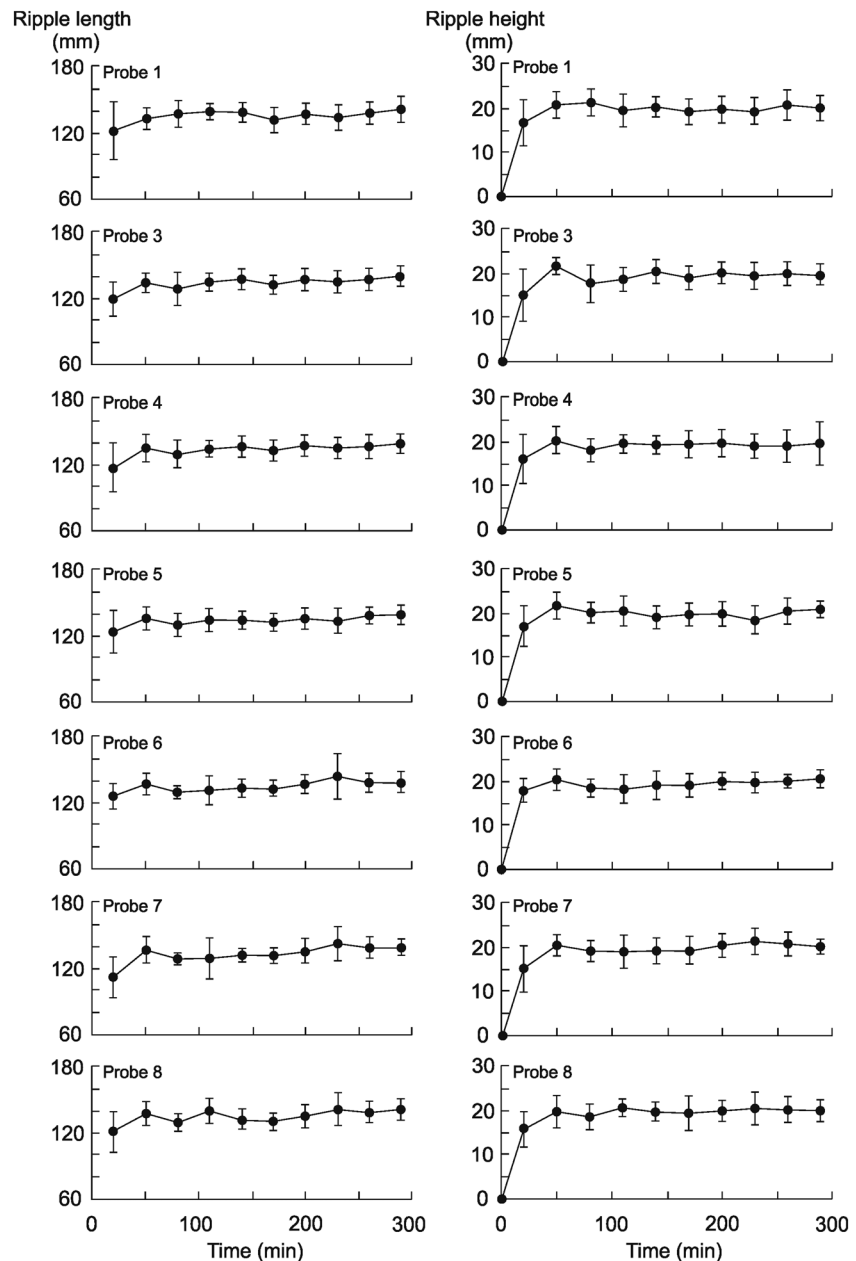 Ripple length
(mm)
Ripple height
(mm)
180
120
60
Probe 1
30
20
10
0
Probe 1
180
120
60
Probe 3
30
20
10
0
Probe 3
180
120
60
Probe 4
30
20
10
0
Probe 4
180
120
60
Probe 5
30
20
10
0
Probe 5
180
120
60
Probe 6
30
20
10
0
Probe 6
180
120
60
Probe 7
30
20
10
0
Probe 7
180
120
60
Probe 8
30
20
10
0
Probe 8
0 100 200 300
Time (min)
0 100 200 300
Time (min)